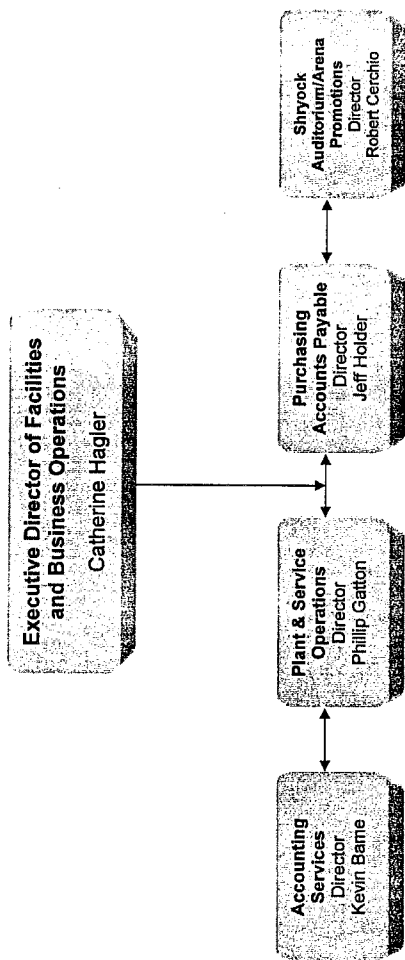 Executive Director of Facilities
and Business Operations
Catherine Hagler
Accounting
Services
Director
Kevin Bame
Plant & Service
Operations
Director
Phillip Gatton
Purchasing
Accounts Payable
Director
Jeff Holder
Shryock
Auditorium/Arena
Promotions
Director
Robert Cerchio